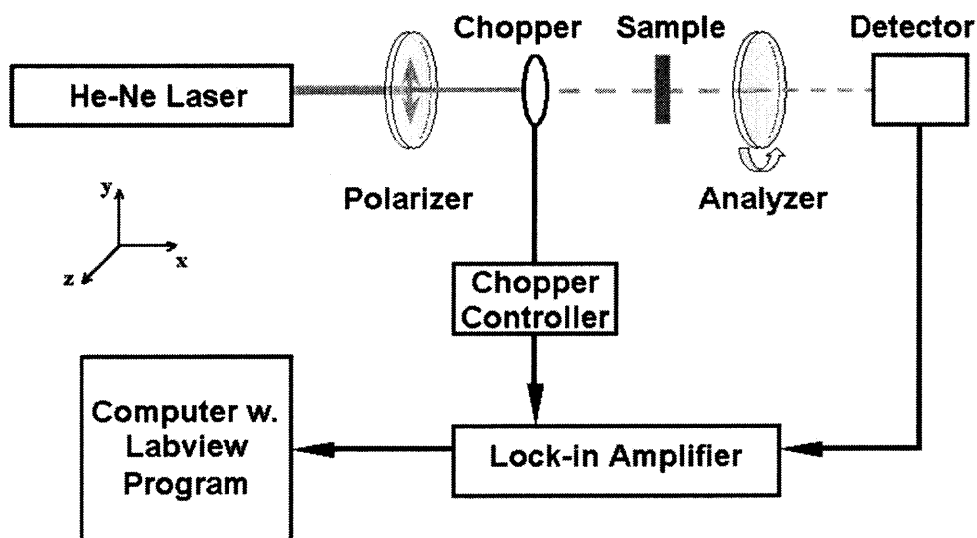 Chopper
Sample
Detector
He-Ne Laser
Polarizer
Analyzer
y
x
z
Chopper
Controller
Computer w.
Labview
Program
Lock-in Amplifier